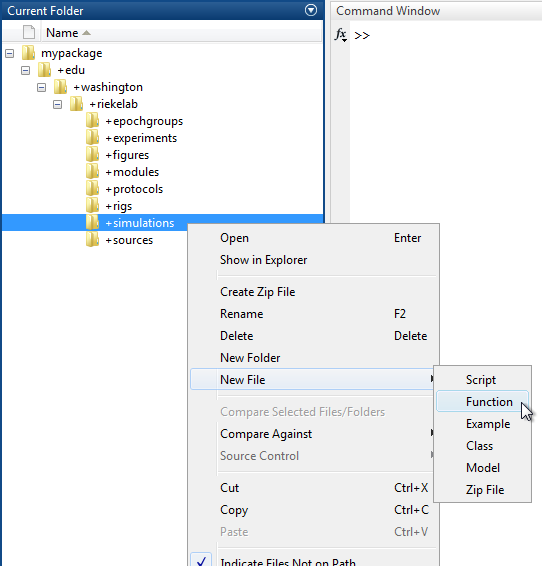 Current Folder
Name
mypackage
+edu
+washington
+riekelab
+epochgroups
+experiments
+figures
+modules
+protocols
+rigs
+simulations
+sources
Command Window
fx >>
Open Enter
Show in Explorer
Create Zip File
Rename F2
Delete Delete
New Folder
New File
Compare Selected Files/Folders
Compare Against
Source Control
Cut Ctrl+X
Copy Ctrl+C
Paste Ctrl+V
Indicate Files Not on Path
Script
Function
Example
Class
Model
Zip File